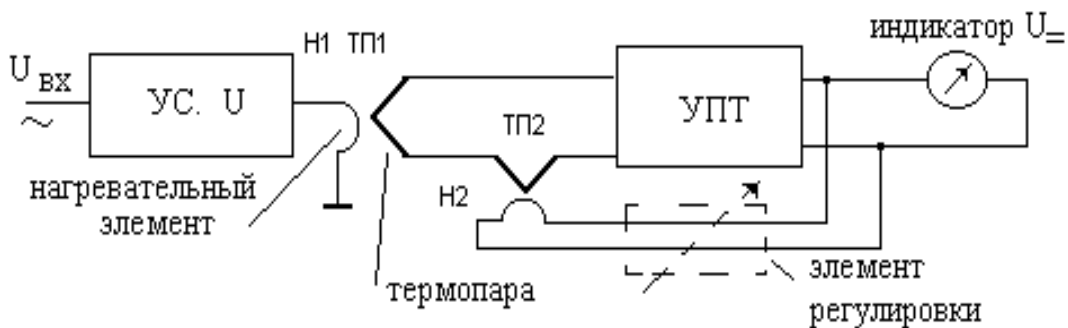 индикатор U=
U вх
~
Н1 ТП1
УС. U
ТП2
УПТ
нагревательный
элемент
Н2
термопара
элемент
регулировки